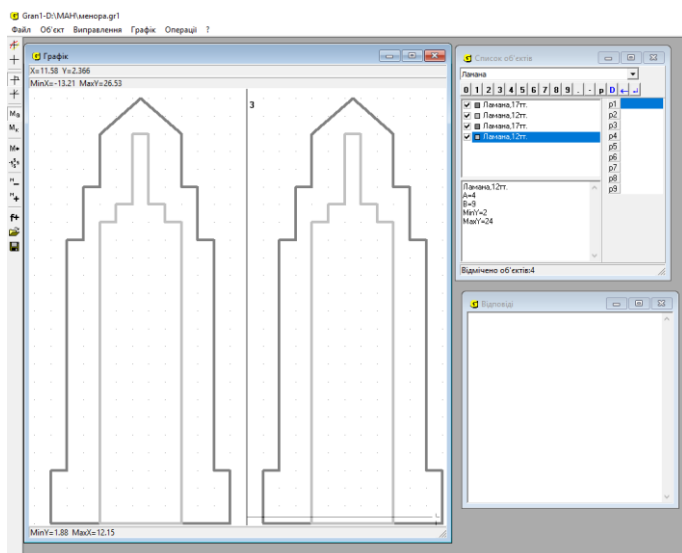 Gran1-D:\МАН\менора.gr1
Файл Об'єкт Виправлення Графік Операції ?
Графік
X=11.58 Y=2.366
MinX=-13.21 MaxY=26.53
3
MinY=1.88 MaxX=12.15
Список об'єктів
Ламана
0 1 2 3 4 5 6 7 8 9 . - p D ← ↵
Ламана,17тт. p1
Ламана,12тт. p2
Ламана,17тт. p3
Ламана,12тт. p4
p5
p6
p7
p8
p9
Ламана,12тт.
A=4
B=9
MinY=2
MaxY=24
Відмічено об'єктів:4
Відповіді